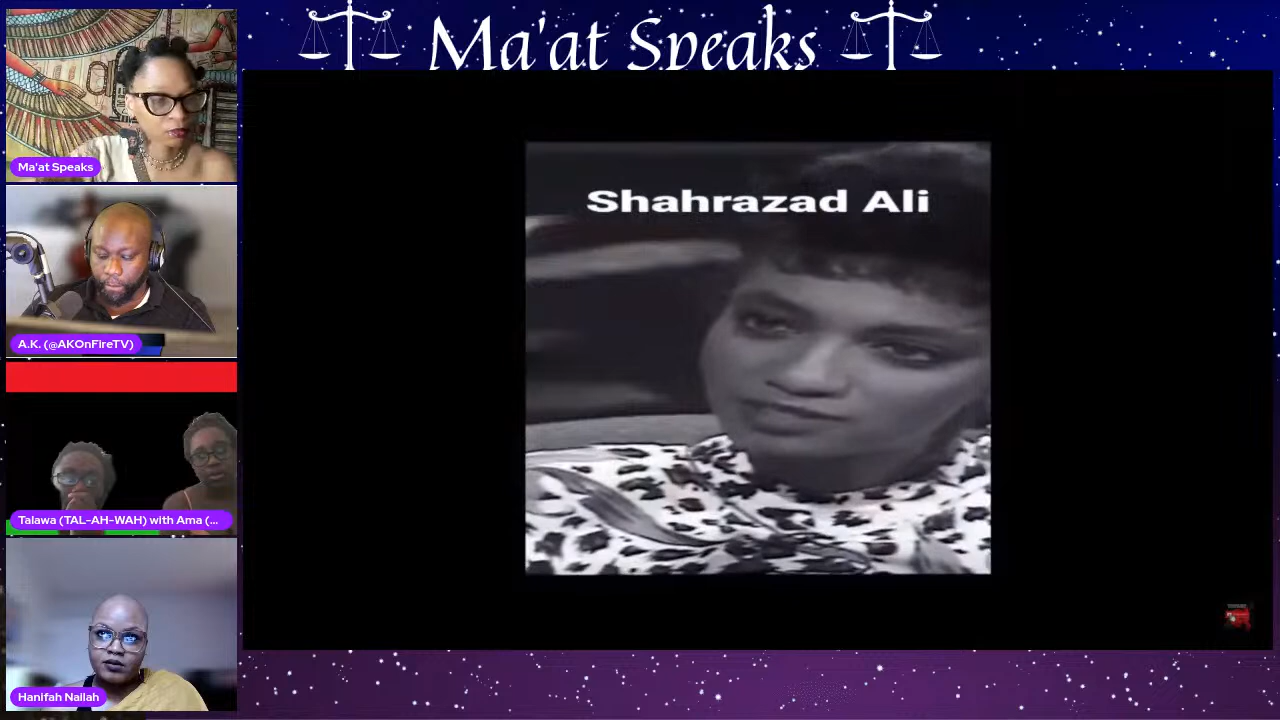 Ma'at Speaks
Ma'at Speaks
Shahrazad Ali
A.K. (@AKOnFireTV)
Talawa (TAL-AH-WAH) with Ama (...
Hanifah Nailah